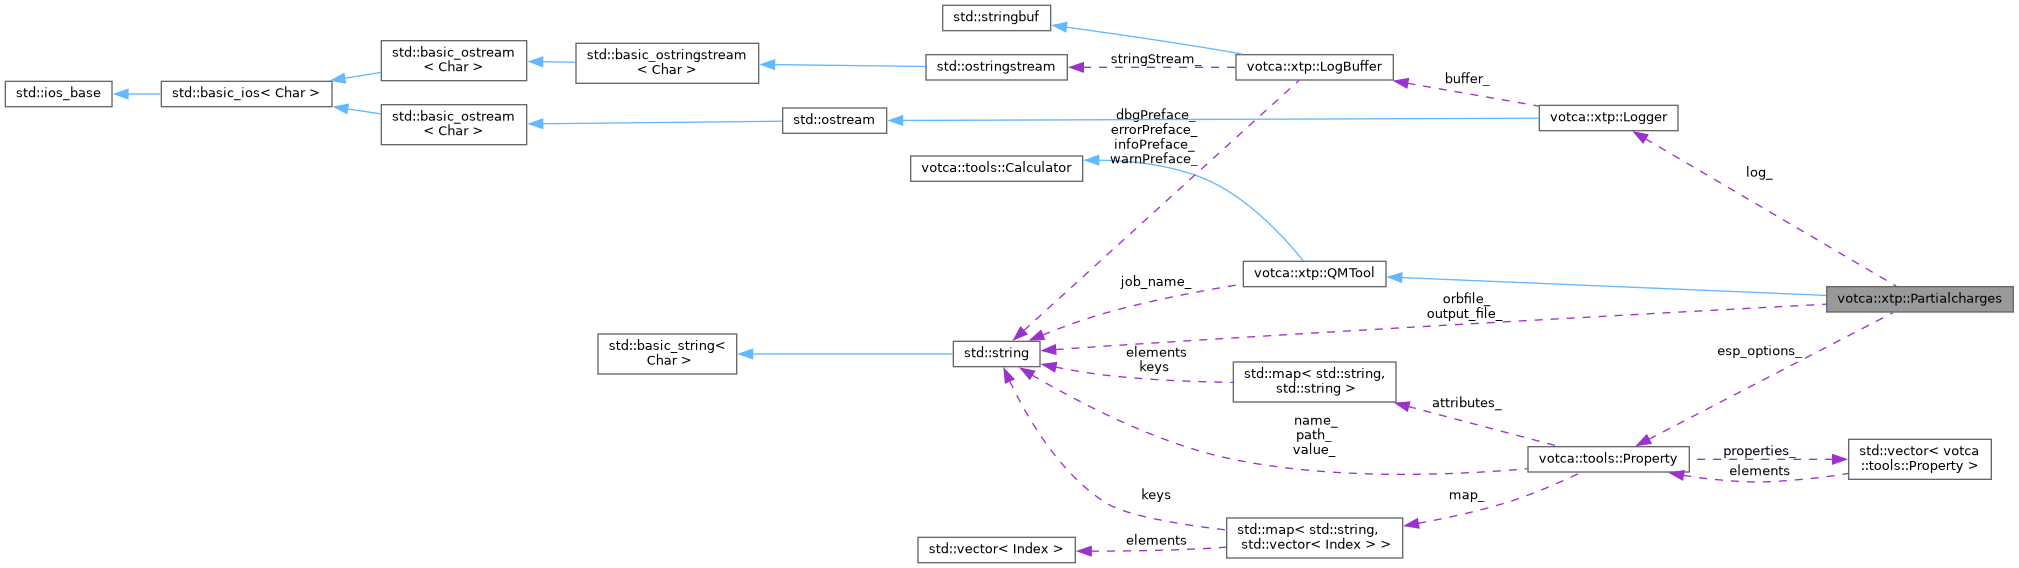 std::stringbuf
std::basic_ostream
< Char >
std::basic_ostringstream
< Char >
std::ostringstream
stringStream_
votca::xtp::LogBuffer
buffer_
std::ios_base
std::basic_ios< Char >
std::basic_ostream
< Char >
std::ostream
dbgPreface_
errorPreface_
infoPreface_
warnPreface_
votca::xtp::Logger
votca::tools::Calculator
log_
votca::xtp::QMTool
job_name_
votca::xtp::Partialcharges
orbfile_
output_file_
std::basic_string<
Char >
std::string
elements
keys
std::map< std::string,
std::string >
esp_options_
attributes_
name_
path_
value_
votca::tools::Property
properties_
elements
std::vector< votca
::tools::Property >
keys
map_
std::map< std::string,
std::vector< Index > >
std::vector< Index >
elements